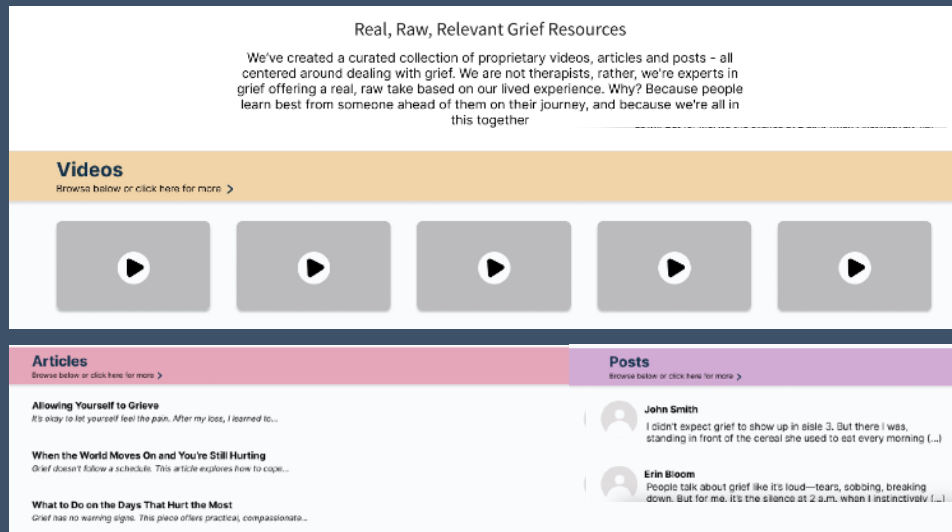 Real, Raw, Relevant Grief Resources
We've created a curated collection of proprietary videos, articles and posts - all
centered around dealing with grief. We are not therapists, rather, we're experts in
grief offering a real, raw take based on our lived experience. Why? Because people
learn best from someone ahead of them on their journey, and because we're all in
this together
Videos
Browse below or click here for more >
Articles
Browse below or click here for more >
Allowing Yourself to Grieve
It's okay to let yourself feel the pain. After my loss, I learned to...
When the World Moves On and You're Still Hurting
Grief doesn't follow a schedule. This article explores how to cope...
What to Do on the Days That Hurt the Most
Grief has no warning signs. This piece offers practical, compassionate...
Posts
Browse below or click here for more >
John Smith
I didn't expect grief to show up in aisle 3. But there I was,
standing in front of the cereal she used to eat every morning (...)
Erin Bloom
People talk about grief like it's loud—tears, sobbing, breaking
down. But for me, it's the silence at 2 a.m. when I instinctively (...)